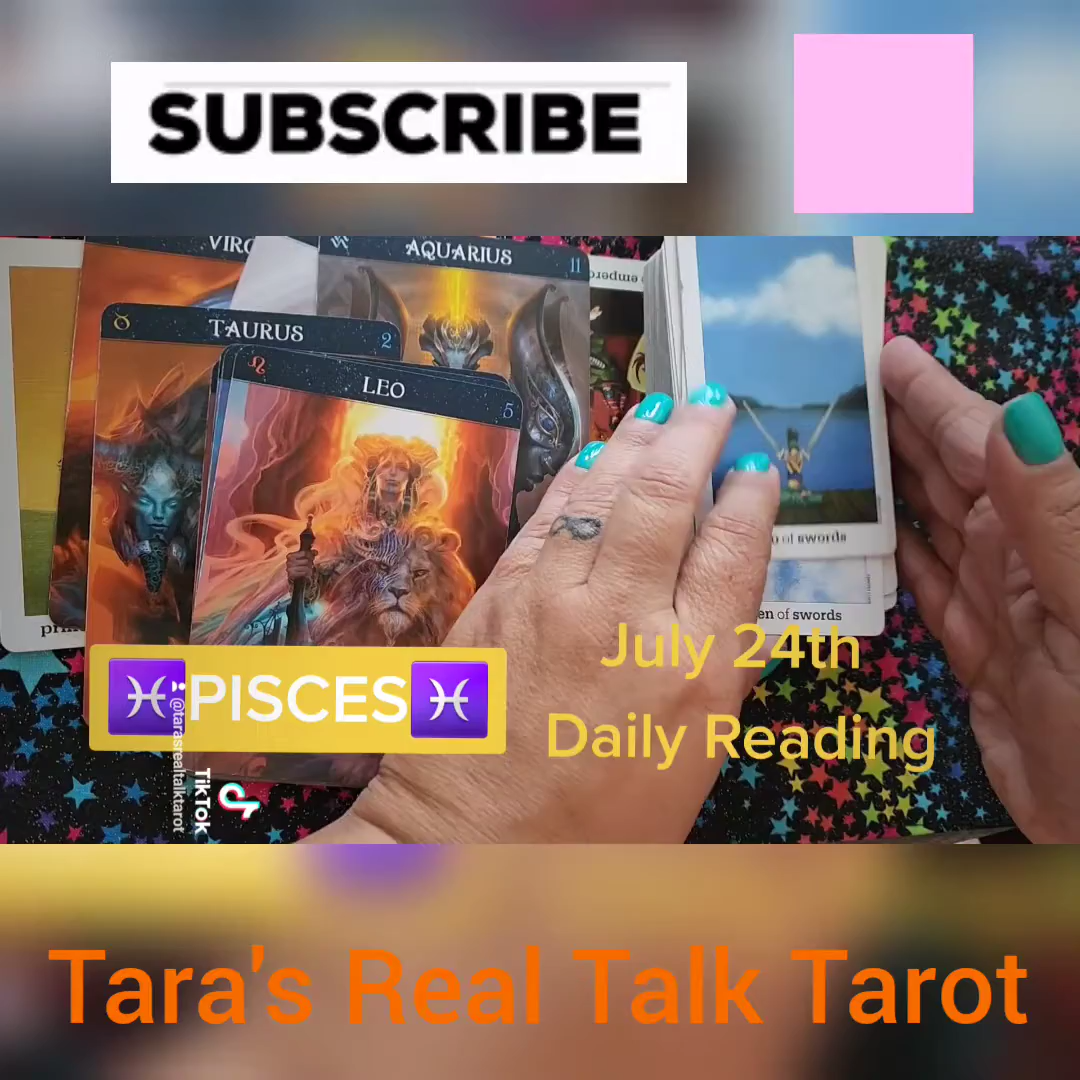 SUBSCRIBE
VIRG
AQUARIUS
11
TAURUS
2
LEO
5
of swords
of swords
♓PISCES♓
July 24th
Daily Reading
@tarasrealtalktarot
TikTok
Tara's Real Talk Tarot